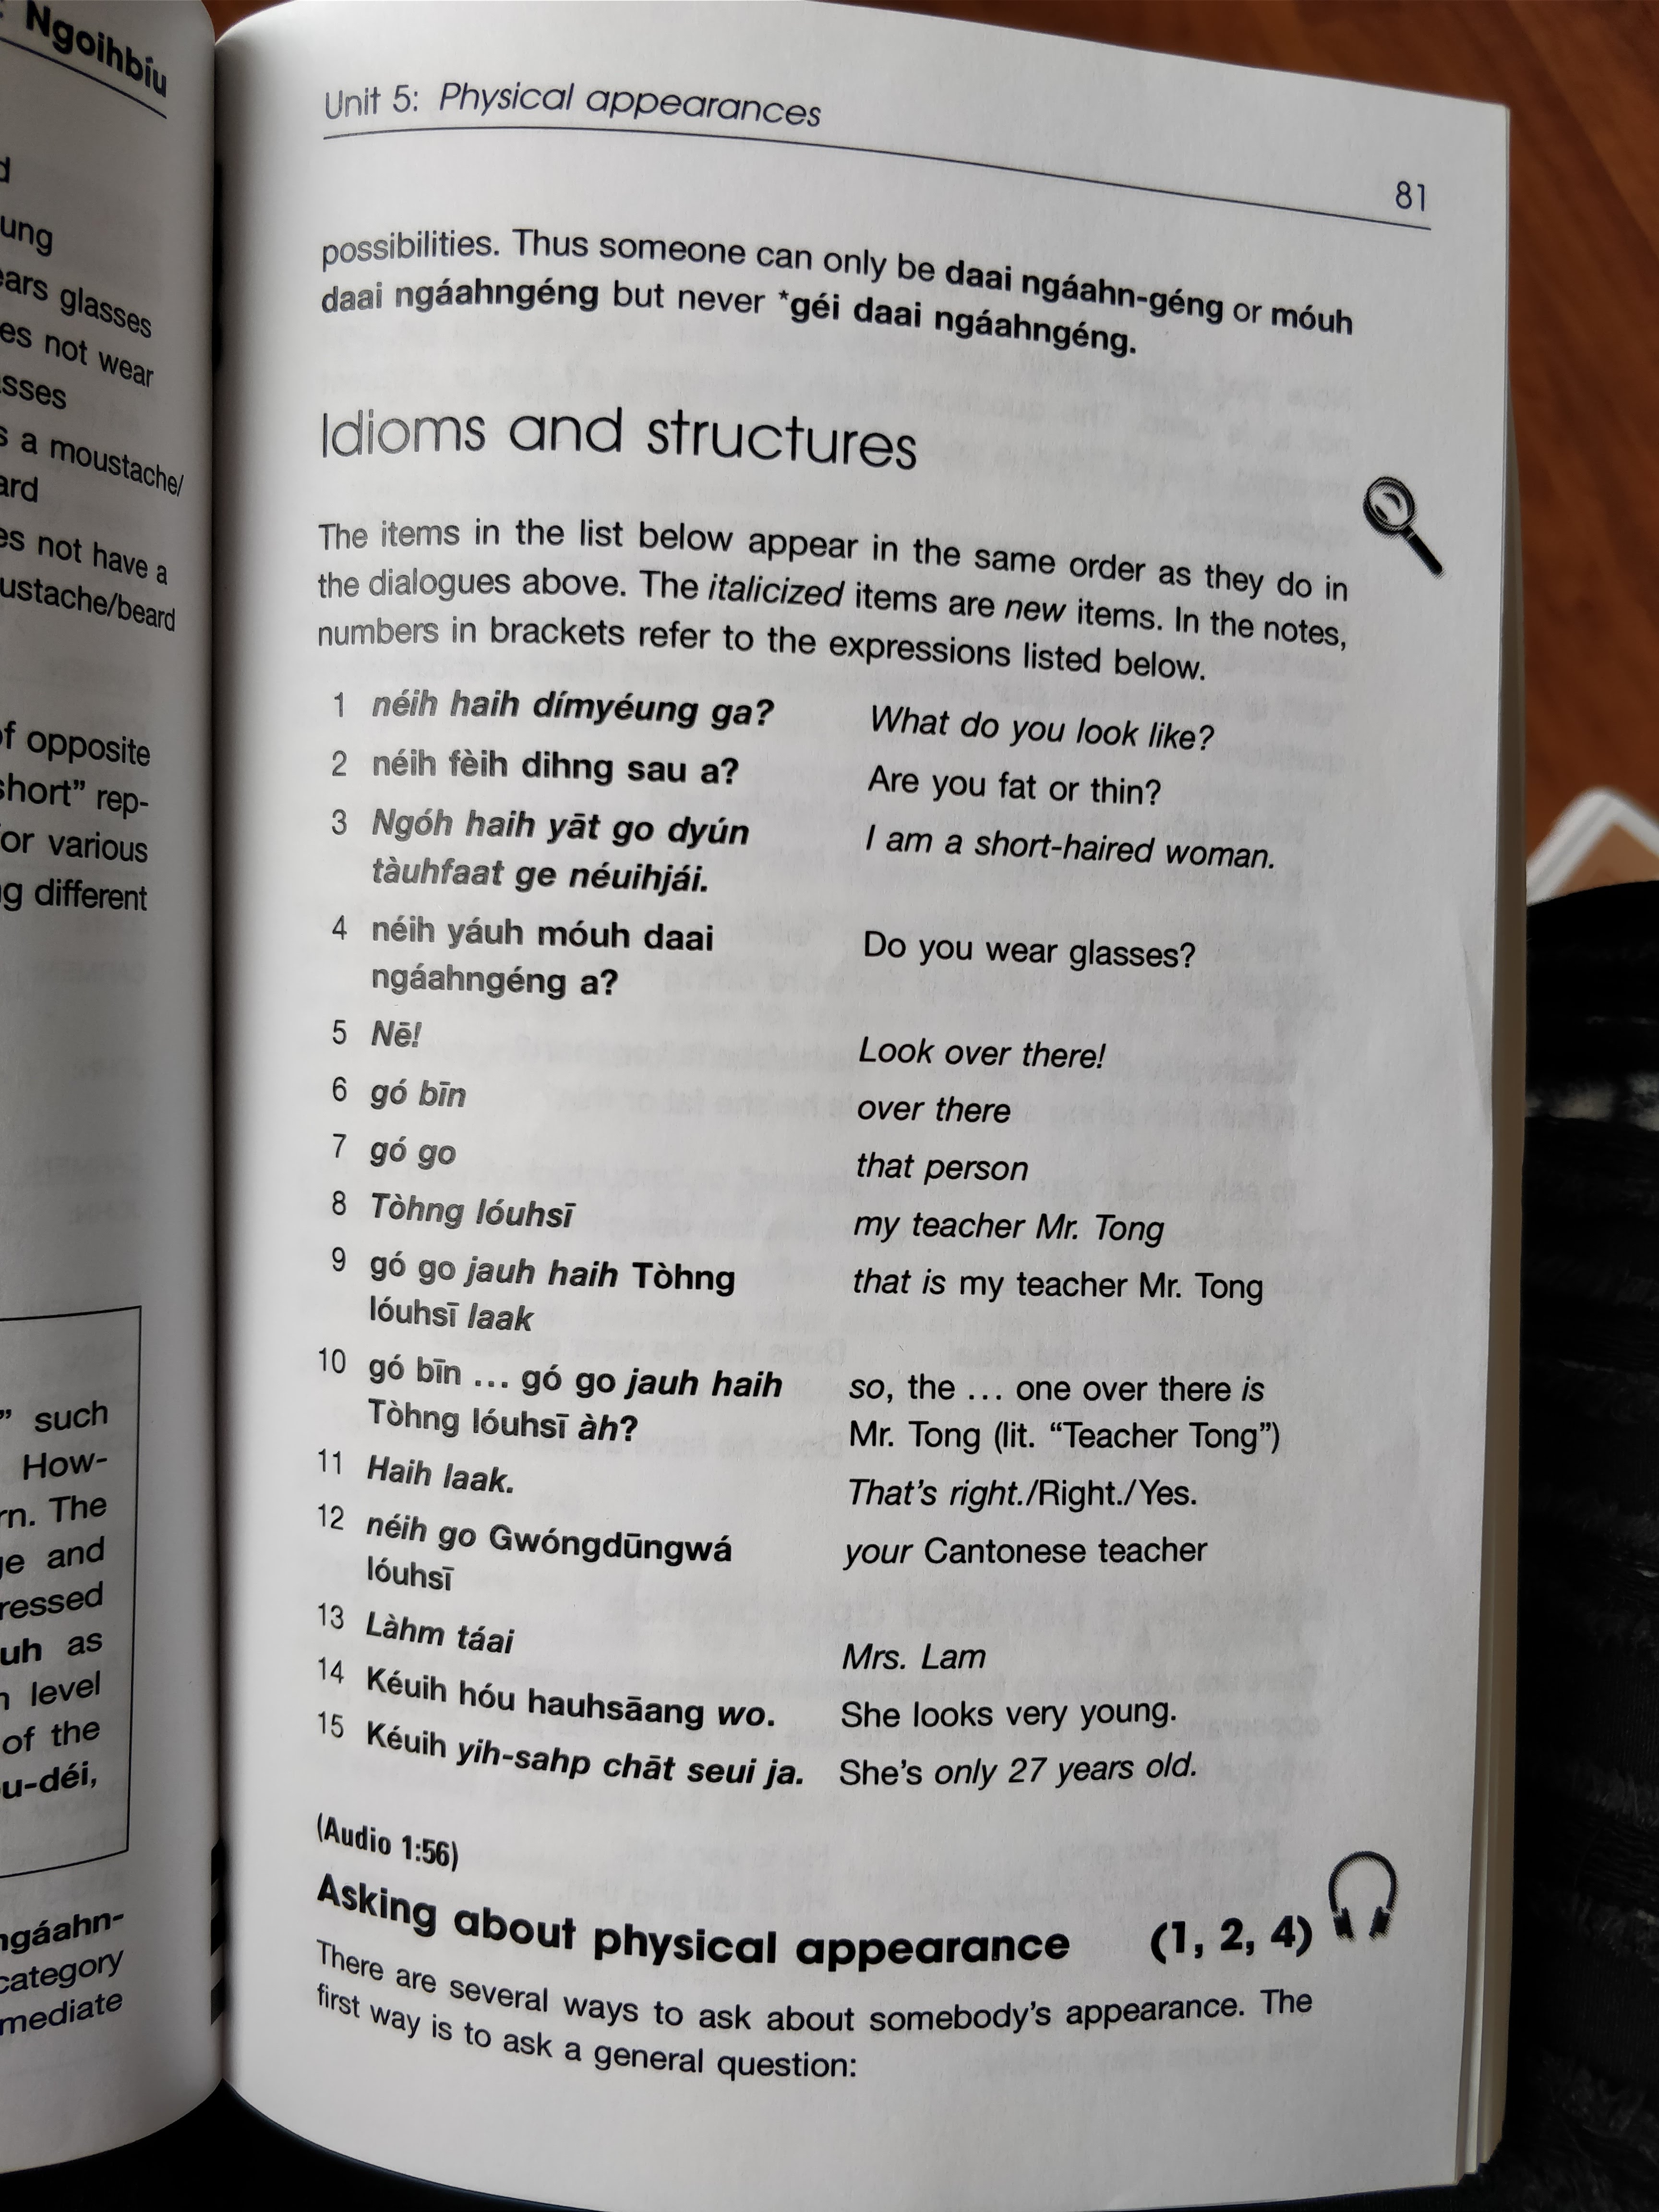 Ngoihbíu
ung
ears glasses
es not wear
sses
s a moustache/
ard
es not have a
ustache/beard
of opposite
short” rep-
or various
g different
” such
How-
rn. The
ge and
ressed
uh as
level
of the
u-déi,
ngáahn-
category
mediate
Unit 5: Physical appearances
81
possibilities. Thus someone can only be daai ngáahn-géng or móuh
daai ngáahngéng but never *géi daai ngáahngéng.
Idioms and structures
The items in the list below appear in the same order as they do in
the dialogues above. The italicized items are new items. In the notes,
numbers in brackets refer to the expressions listed below.
1 néih haih dímyéung ga? What do you look like?
2 néih fèih dihng sau a? Are you fat or thin?
3 Ngóh haih yāt go dyún I am a short-haired woman.
tàuhfaat ge néuihjái.
4 néih yáuh móuh daai Do you wear glasses?
ngáahngéng a?
5 Nē! Look over there!
6 gó bīn over there
7 gó go that person
8 Tòhng lóuhsī my teacher Mr. Tong
9 gó go jauh haih Tòhng that is my teacher Mr. Tong
lóuhsī laak
10 gó bīn ... gó go jauh haih so, the ... one over there is
Tòhng lóuhsī àh? Mr. Tong (lit. “Teacher Tong”)
11 Haih laak. That’s right./Right./Yes.
12 néih go Gwóngdūngwá your Cantonese teacher
lóuhsī
13 Làhm táai Mrs. Lam
14 Kéuih hóu hauhsāang wo. She looks very young.
15 Kéuih yih-sahp chāt seui ja. She’s only 27 years old.
(Audio 1:56)
Asking about physical appearance (1, 2, 4)
There are several ways to ask about somebody’s appearance. The
first way is to ask a general question: